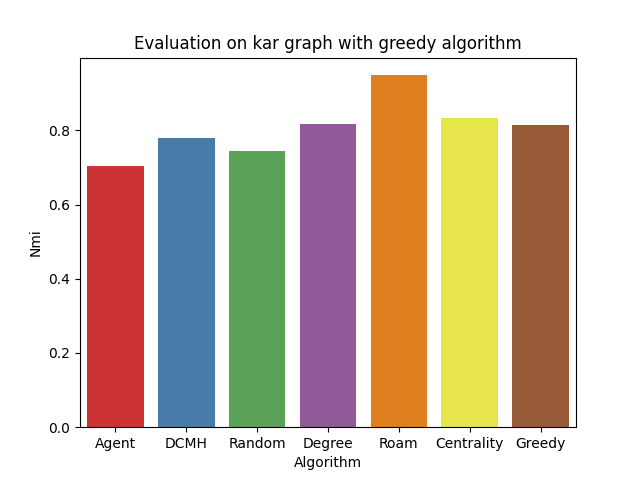 Evaluation on kar graph with greedy algorithm
Nmi
0.8
0.6
0.4
0.2
0.0
Agent DCMH Random Degree Roam Centrality Greedy
Algorithm